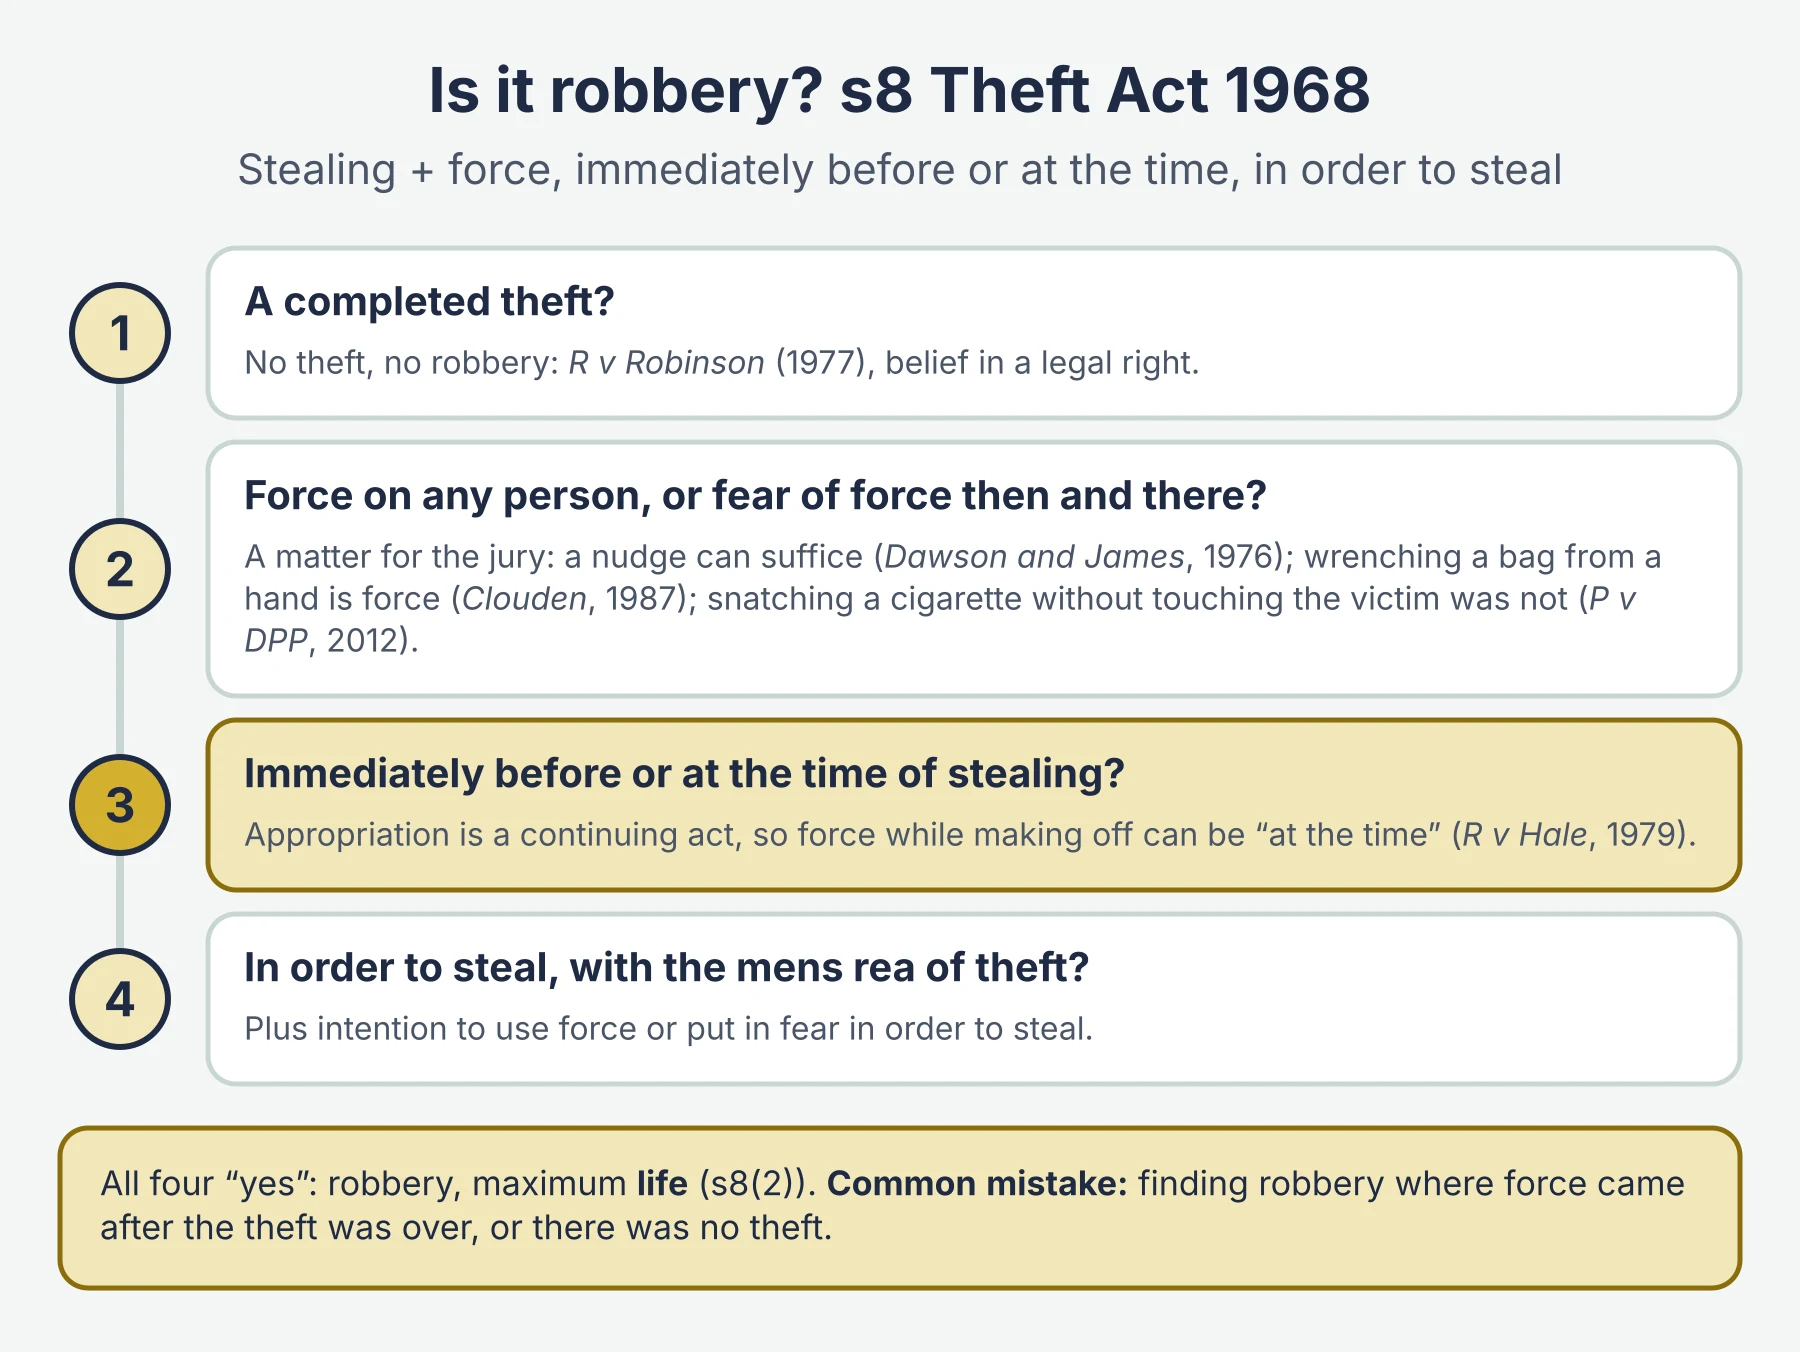 Is it robbery? s8 Theft Act 1968
Stealing + force, immediately before or at the time, in order to steal
1
A completed theft?
No theft, no robbery: R v Robinson (1977), belief in a legal right.
2
Force on any person, or fear of force then and there?
A matter for the jury: a nudge can suffice (Dawson and James, 1976); wrenching a bag from a
hand is force (Clouden, 1987); snatching a cigarette without touching the victim was not (P v
DPP, 2012).
3
Immediately before or at the time of stealing?
Appropriation is a continuing act, so force while making off can be “at the time” (R v Hale, 1979).
4
In order to steal, with the mens rea of theft?
Plus intention to use force or put in fear in order to steal.
All four “yes”: robbery, maximum life (s8(2)). Common mistake: finding robbery where force came
after the theft was over, or there was no theft.